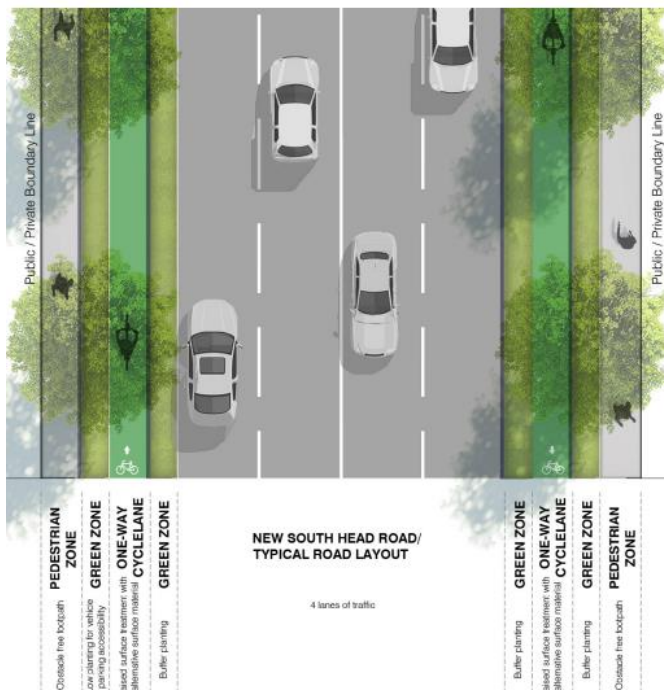 Public / Private Boundary Line
Public / Private Boundary Line
PEDESTRIAN
ZONE
Obstacle free footpath
GREEN ZONE
planting for vehicle
parking accessibility
ONE-WAY
CYCLELANE
surface treatment with
alternative surface material
GREEN ZONE
Buffer planting
NEW SOUTH HEAD ROAD/
TYPICAL ROAD LAYOUT
4 lanes of traffic
GREEN ZONE
Buffer planting
ONE-WAY
CYCLELANE
surface treatment with
alternative surface material
GREEN ZONE
Buffer planting
PEDESTRIAN
ZONE
Obstacle free footpath